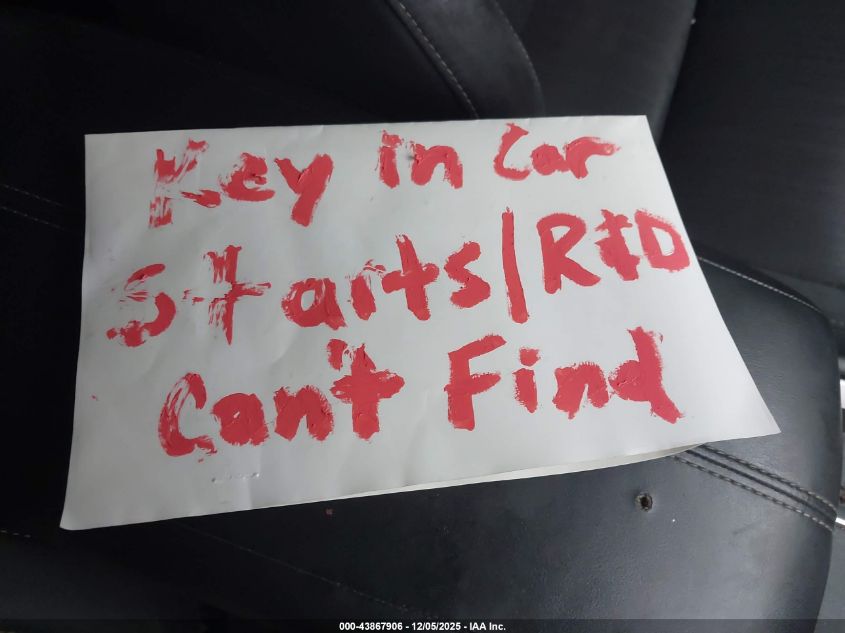 Key in Car
Starts/R&D
Can't Find
000-43867906 - 12/05/2025 - IAA Inc.